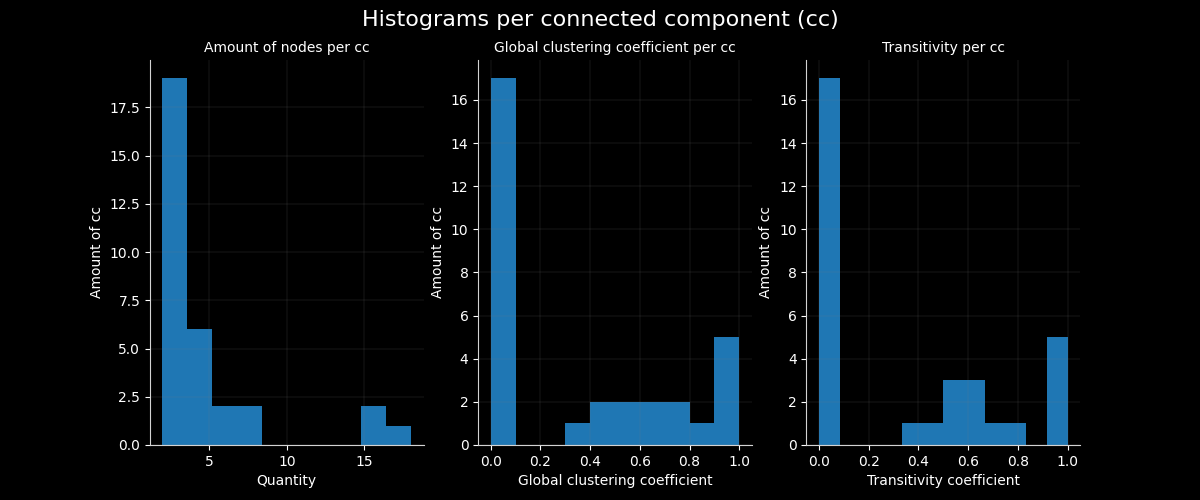 Histograms per connected component (cc)
Amount of nodes per cc
Global clustering coefficient per cc
Transitivity per cc
Amount of cc
17.5
15.0
12.5
10.0
7.5
5.0
2.5
0.0
5 10 15
Quantity
Amount of cc
16
14
12
10
8
6
4
2
0
0.0 0.2 0.4 0.6 0.8 1.0
Global clustering coefficient
Amount of cc
16
14
12
10
8
6
4
2
0
0.0 0.2 0.4 0.6 0.8 1.0
Transitivity coefficient